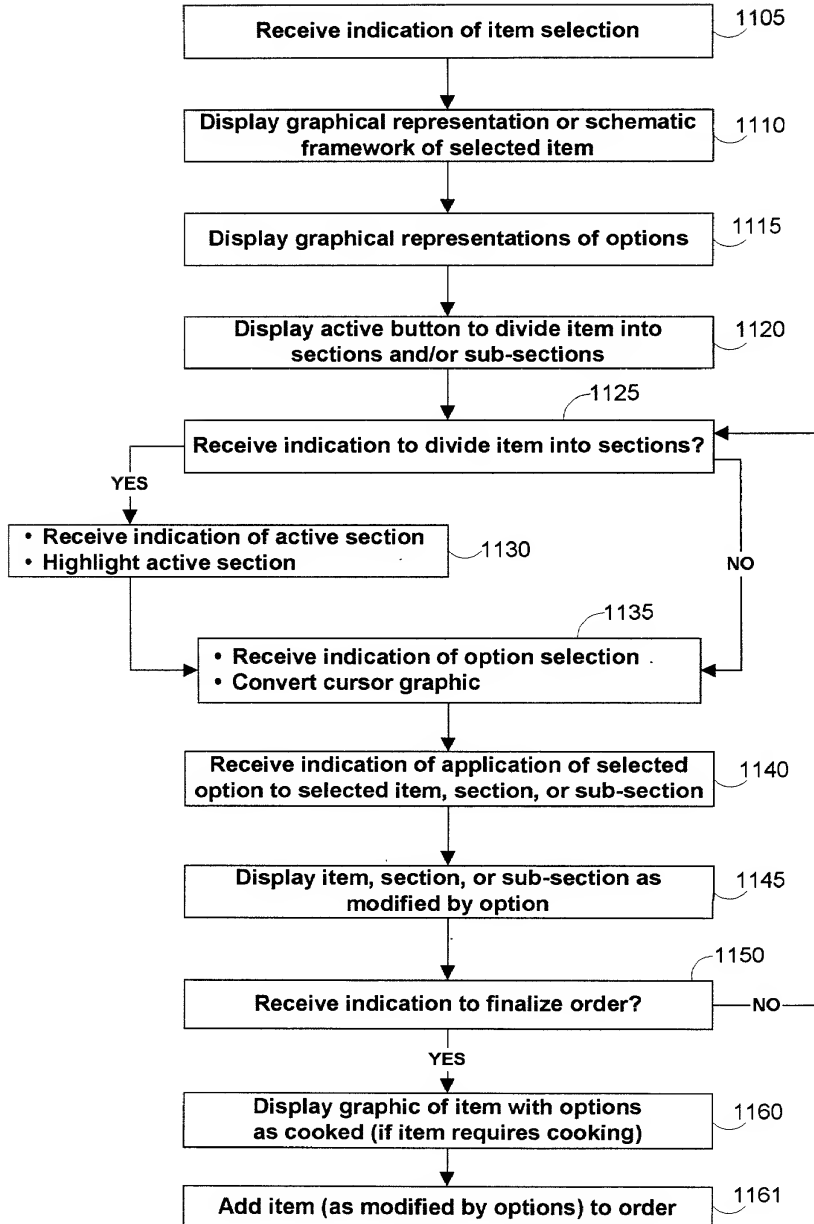 Receive indication of item selection
1105
Display graphical representation or schematic
framework of selected item
1110
Display graphical representations of options
1115
Display active button to divide item into
sections and/or sub-sections
1120
1125
Receive indication to divide item into sections?
YES
• Receive indication of active section
• Highlight active section
1130
NO
1135
• Receive indication of option selection
• Convert cursor graphic
Receive indication of application of selected
option to selected item, section, or sub-section
1140
Display item, section, or sub-section as
modified by option
1145
1150
Receive indication to finalize order?
NO
YES
Display graphic of item with options
as cooked (if item requires cooking)
1160
Add item (as modified by options) to order
1161